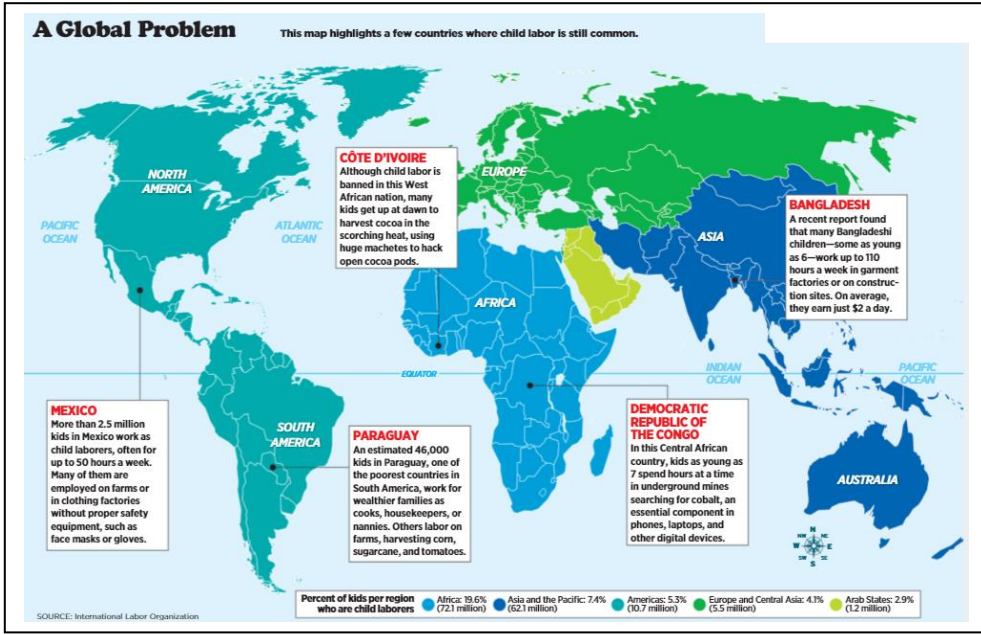 A Global Problem
This map highlights a few countries where child labor is still common.
NORTH
AMERICA
PACIFIC
OCEAN
ATLANTIC
OCEAN
CÔTE D'IVOIRE
Although child labor is
banned in this West
African nation, many
kids get up at dawn to
harvest cocoa in the
scorching heat, using
huge machetes to hack
open cocoa pods.
EUROPE
ASIA
BANGLADESH
A recent report found
that many Bangladeshi
children—some as young
as 6—work up to 110
hours a week in garment
factories or on construc-
tion sites. On average,
they earn just $2 a day.
AFRICA
EQUATOR
INDIAN
OCEAN
PACIFIC
OCEAN
MEXICO
More than 2.5 million
kids in Mexico work as
child laborers, often for
up to 50 hours a week.
Many of them are
employed on farms or
in clothing factories
without proper safety
equipment, such as
face masks or gloves.
SOUTH
AMERICA
PARAGUAY
An estimated 46,000
kids in Paraguay, one of
the poorest countries in
South America, work for
wealthier families as
cooks, housekeepers, or
nannies. Others labor on
farms, harvesting corn,
sugarcane, and tomatoes.
DEMOCRATIC
REPUBLIC OF
THE CONGO
In this Central African
country, kids as young as
7 spend hours at a time
in underground mines
searching for cobalt, an
essential component in
phones, laptops, and
other digital devices.
AUSTRALIA
N
NW NE
W E
SW SE
S
Percent of kids per region
who are child laborers
Africa: 19.6%
(72.1 million)
Asia and the Pacific: 7.4%
(62.1 million)
Americas: 5.3%
(10.7 million)
Europe and Central Asia: 4.1%
(5.5 million)
Arab States: 2.9%
(1.2 million)
SOURCE: International Labor Organization